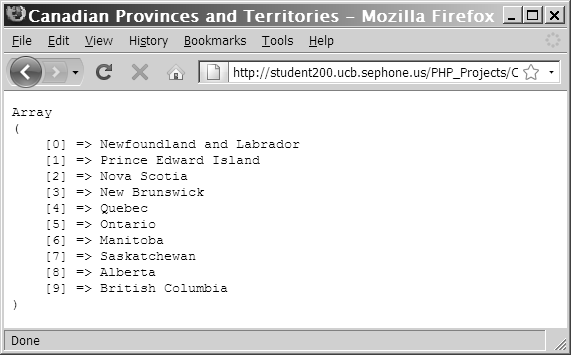 Canadian Provinces and Territories - Mozilla Firefox
File Edit View History Bookmarks Tools Help
http://student200.ucb.sephone.us/PHP_Projects/C
Array
(
[0] => Newfoundland and Labrador
[1] => Prince Edward Island
[2] => Nova Scotia
[3] => New Brunswick
[4] => Quebec
[5] => Ontario
[6] => Manitoba
[7] => Saskatchewan
[8] => Alberta
[9] => British Columbia
)
Done